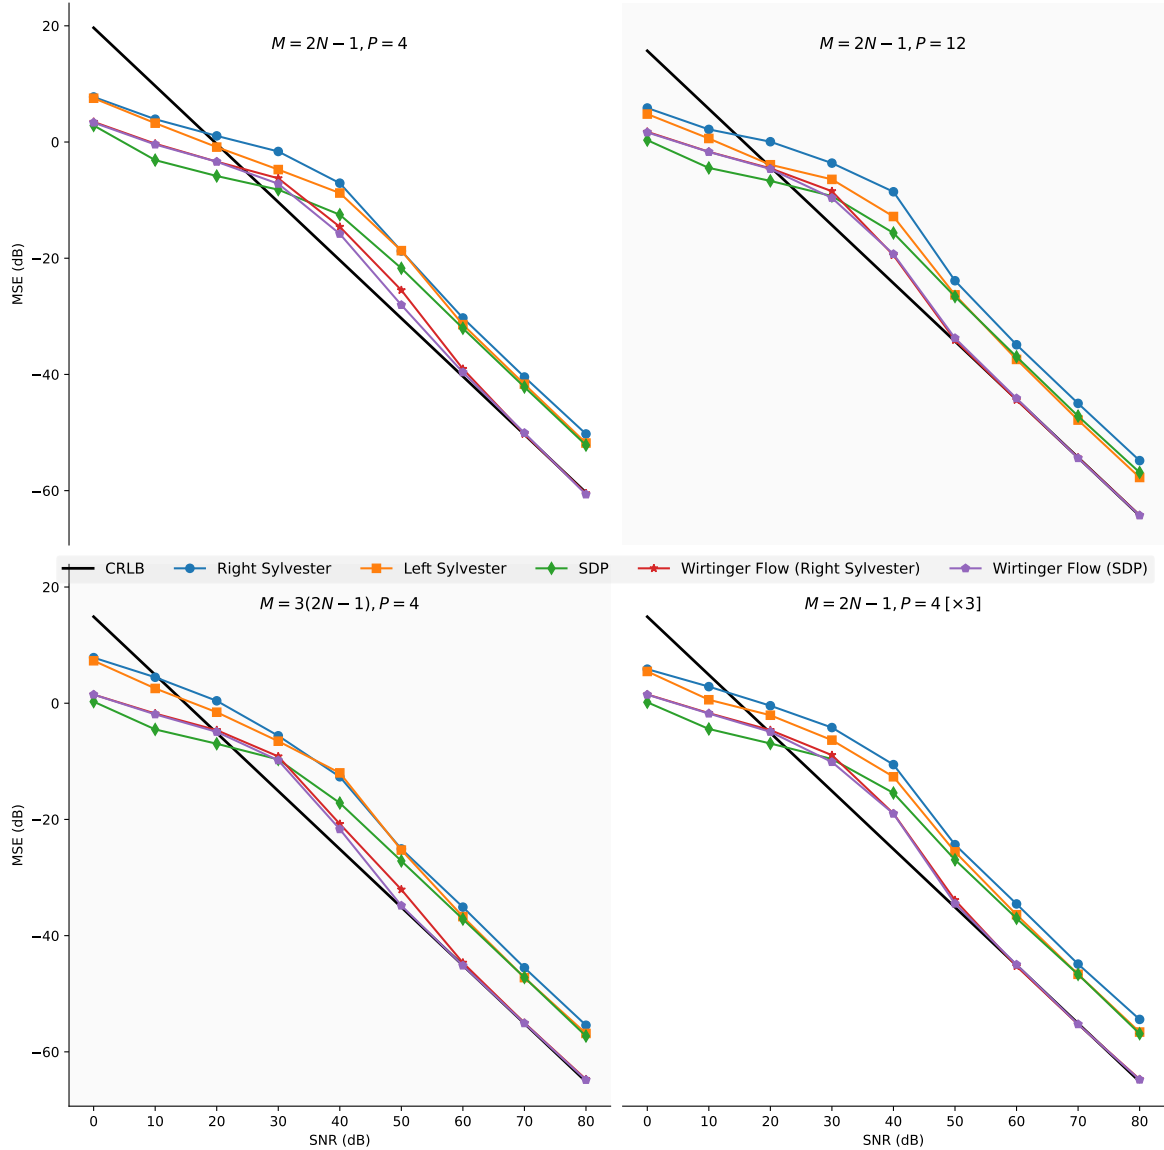 20
M = 2N − 1, P = 4
M = 2N − 1, P = 12
0
MSE (dB)
−20
−40
−60
CRLB Right Sylvester Left Sylvester SDP Wirtinger Flow (Right Sylvester) Wirtinger Flow (SDP)
20
M = 3(2N − 1), P = 4
M = 2N − 1, P = 4 [×3]
0
MSE (dB)
−20
−40
−60
0 10 20 30 40 50 60 70 80
SNR (dB)
0 10 20 30 40 50 60 70 80
SNR (dB)